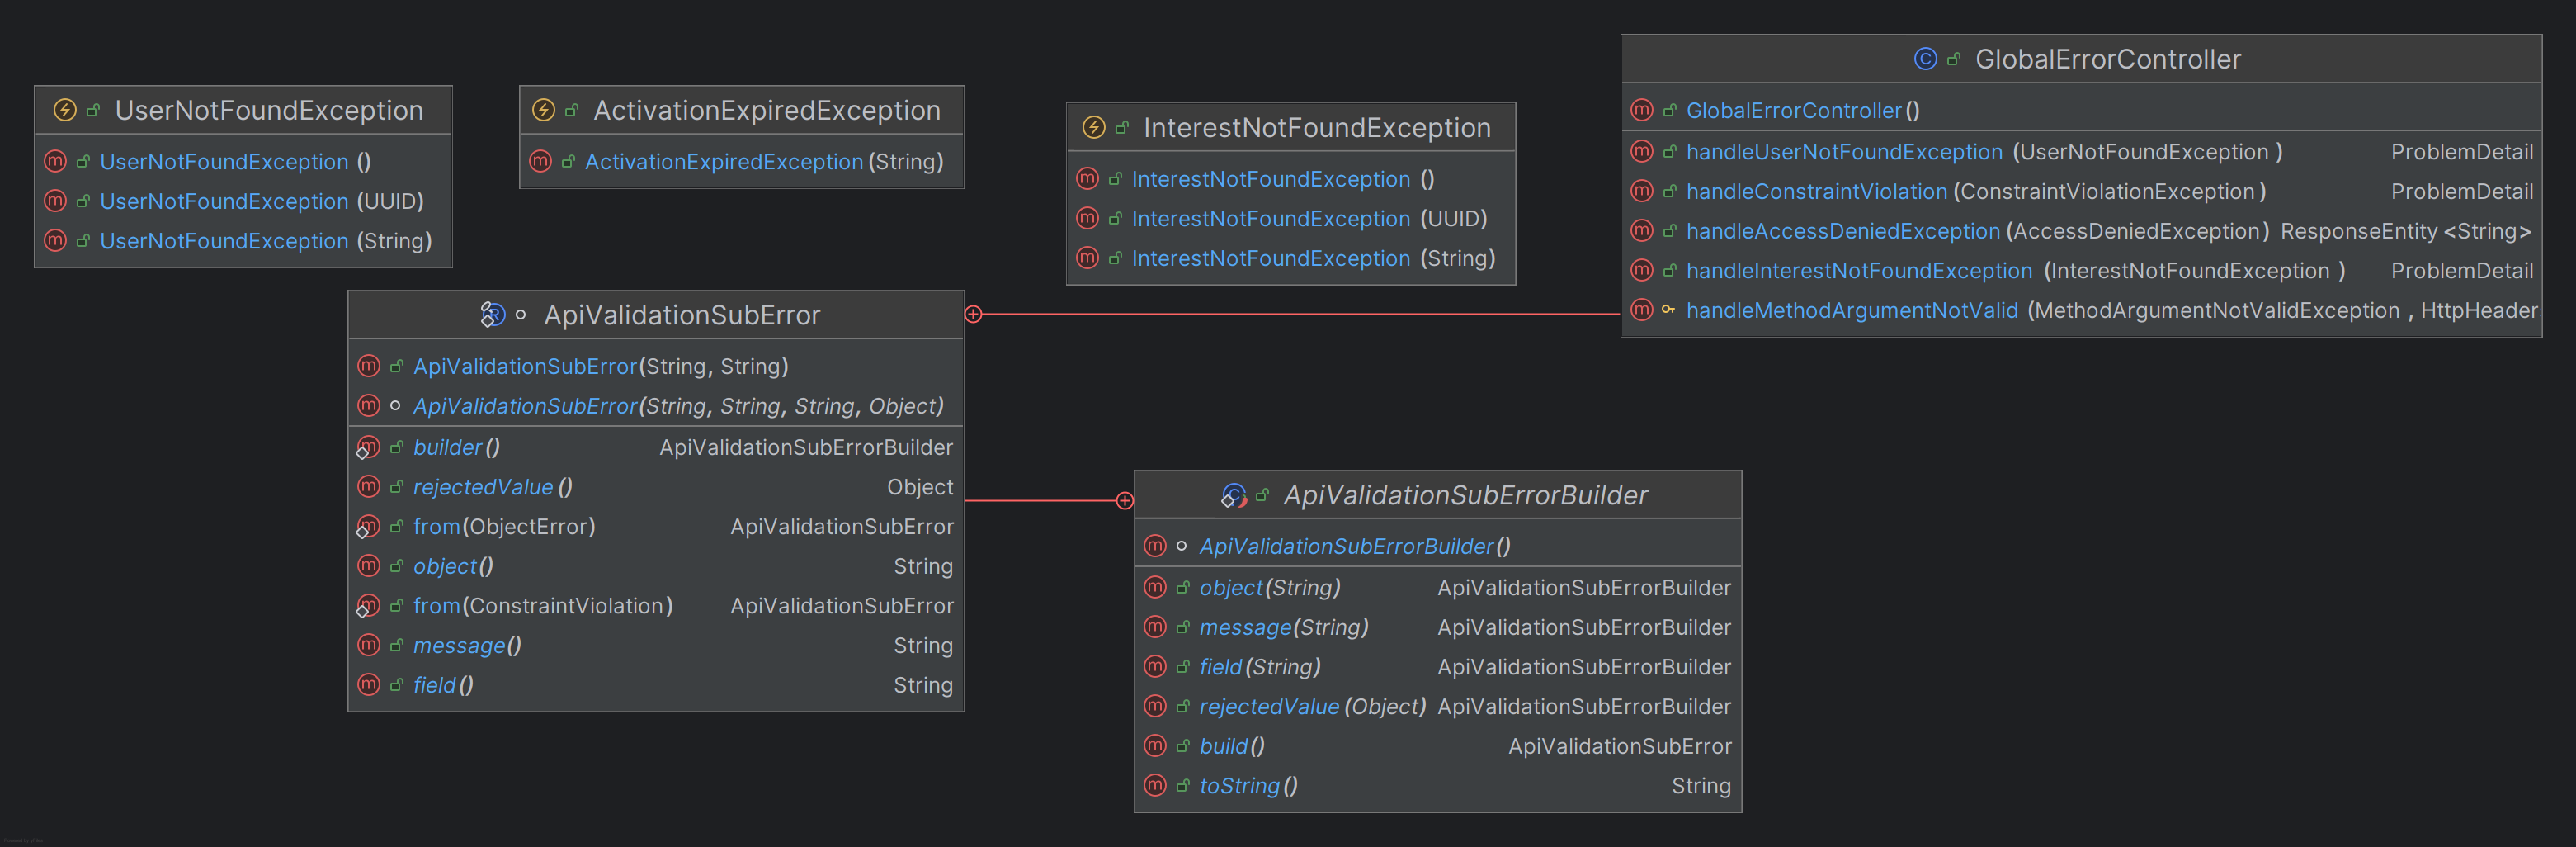 UserNotFoundException
UserNotFoundException ()
UserNotFoundException (UUID)
UserNotFoundException (String)
ActivationExpiredException
ActivationExpiredException (String)
InterestNotFoundException
InterestNotFoundException ()
InterestNotFoundException (UUID)
InterestNotFoundException (String)
GlobalErrorController
GlobalErrorController ()
handleUserNotFoundException (UserNotFoundException ) ProblemDetail
handleConstraintViolation (ConstraintViolationException ) ProblemDetail
handleAccessDeniedException (AccessDeniedException) ResponseEntity <String>
handleInterestNotFoundException (InterestNotFoundException ) ProblemDetail
handleMethodArgumentNotValid (MethodArgumentNotValidException , HttpHeaders
ApiValidationSubError
ApiValidationSubError(String, String)
ApiValidationSubError(String, String, String, Object)
builder() ApiValidationSubErrorBuilder
rejectedValue () Object
from(ObjectError) ApiValidationSubError
object() String
from(ConstraintViolation) ApiValidationSubError
message() String
field() String
ApiValidationSubErrorBuilder
ApiValidationSubErrorBuilder()
object(String) ApiValidationSubErrorBuilder
message(String) ApiValidationSubErrorBuilder
field(String) ApiValidationSubErrorBuilder
rejectedValue (Object) ApiValidationSubErrorBuilder
build() ApiValidationSubError
toString() String